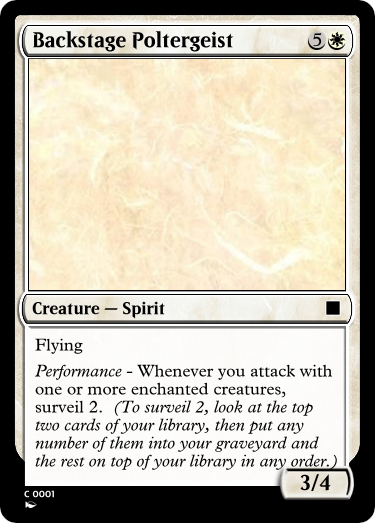 Backstage Poltergeist 5
Creature — Spirit
Flying
Performance - Whenever you attack with
one or more enchanted creatures,
surveil 2.  (To surveil 2, look at the top
two cards of your library, then put any
number of them into your graveyard and
the rest on top of your library in any order.)
3/4
C 0001